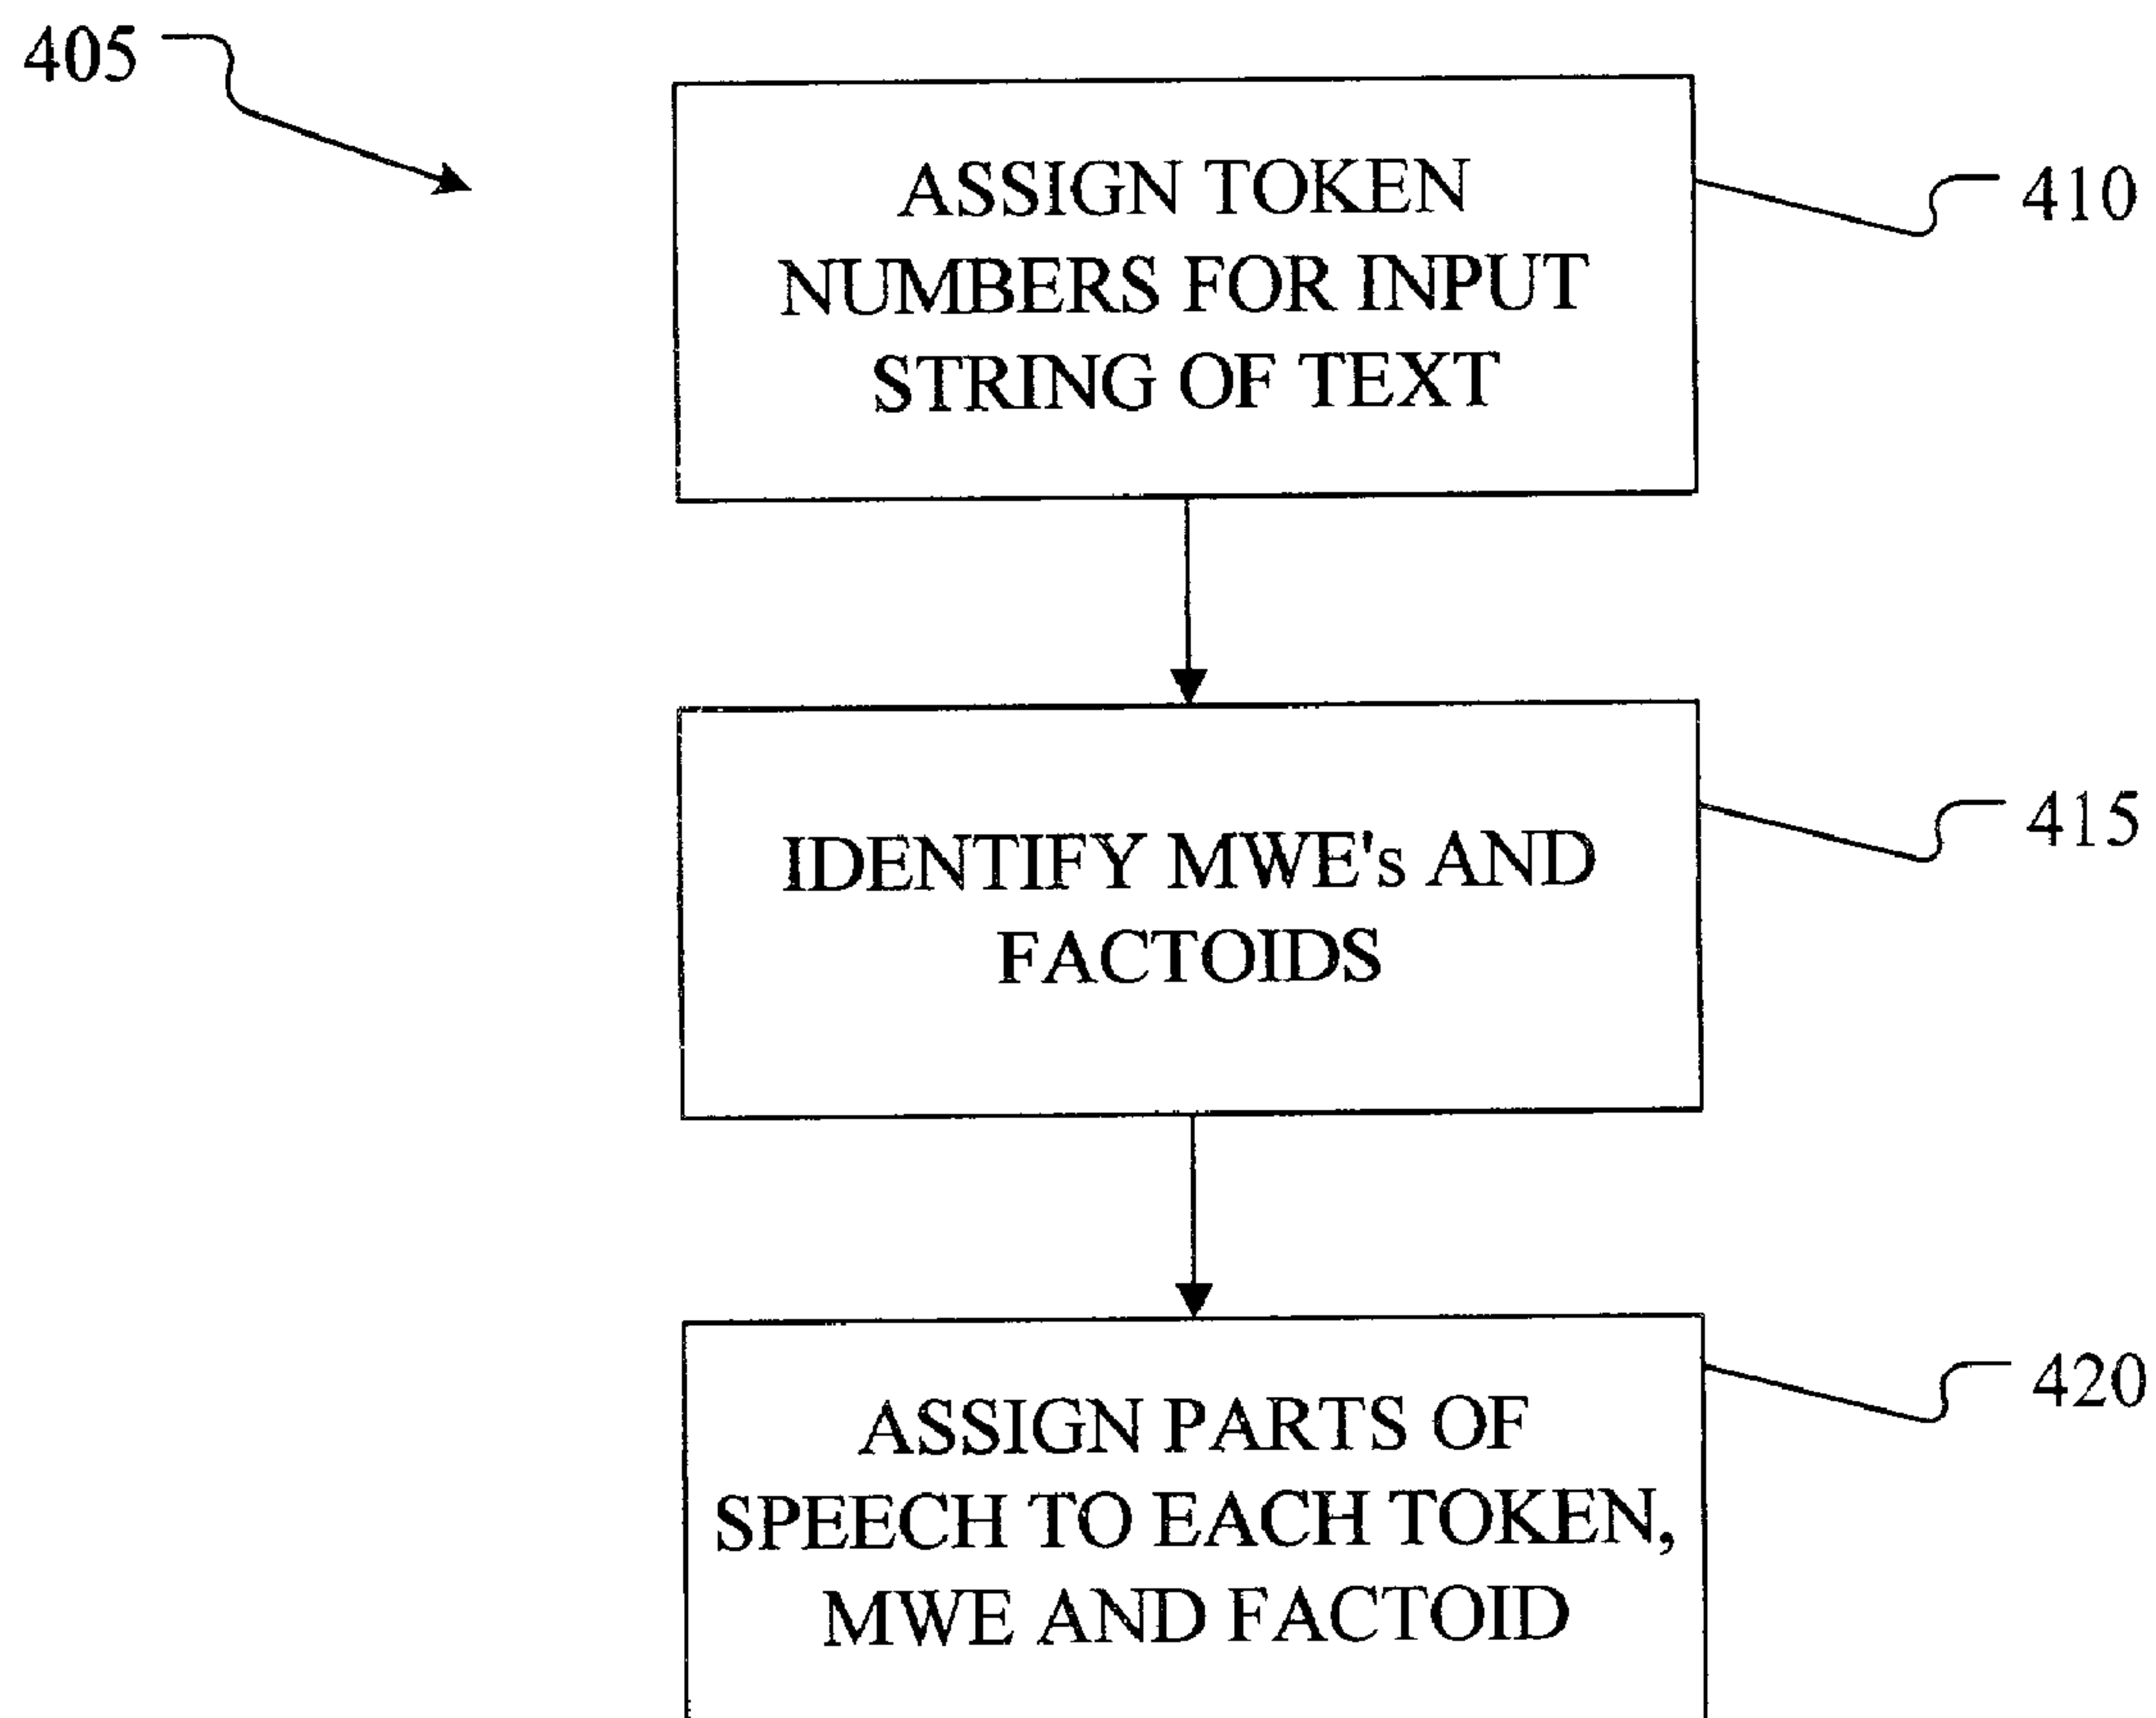 405
ASSIGN TOKEN
NUMBERS FOR INPUT
STRING OF TEXT
410
IDENTIFY MWE's AND
FACTOIDS
415
ASSIGN PARTS OF
SPEECH TO EACH TOKEN,
MWE AND FACTOID
420